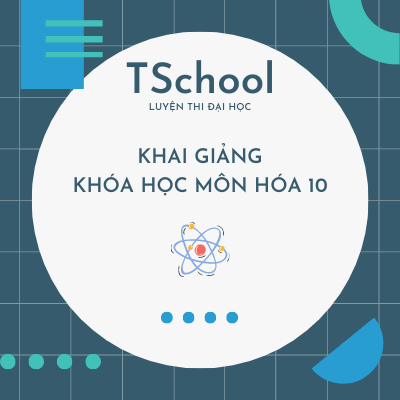 TSchool
LUYỆN THI ĐẠI HỌC
KHAI GIẢNG
KHÓA HỌC MÔN HÓA 10